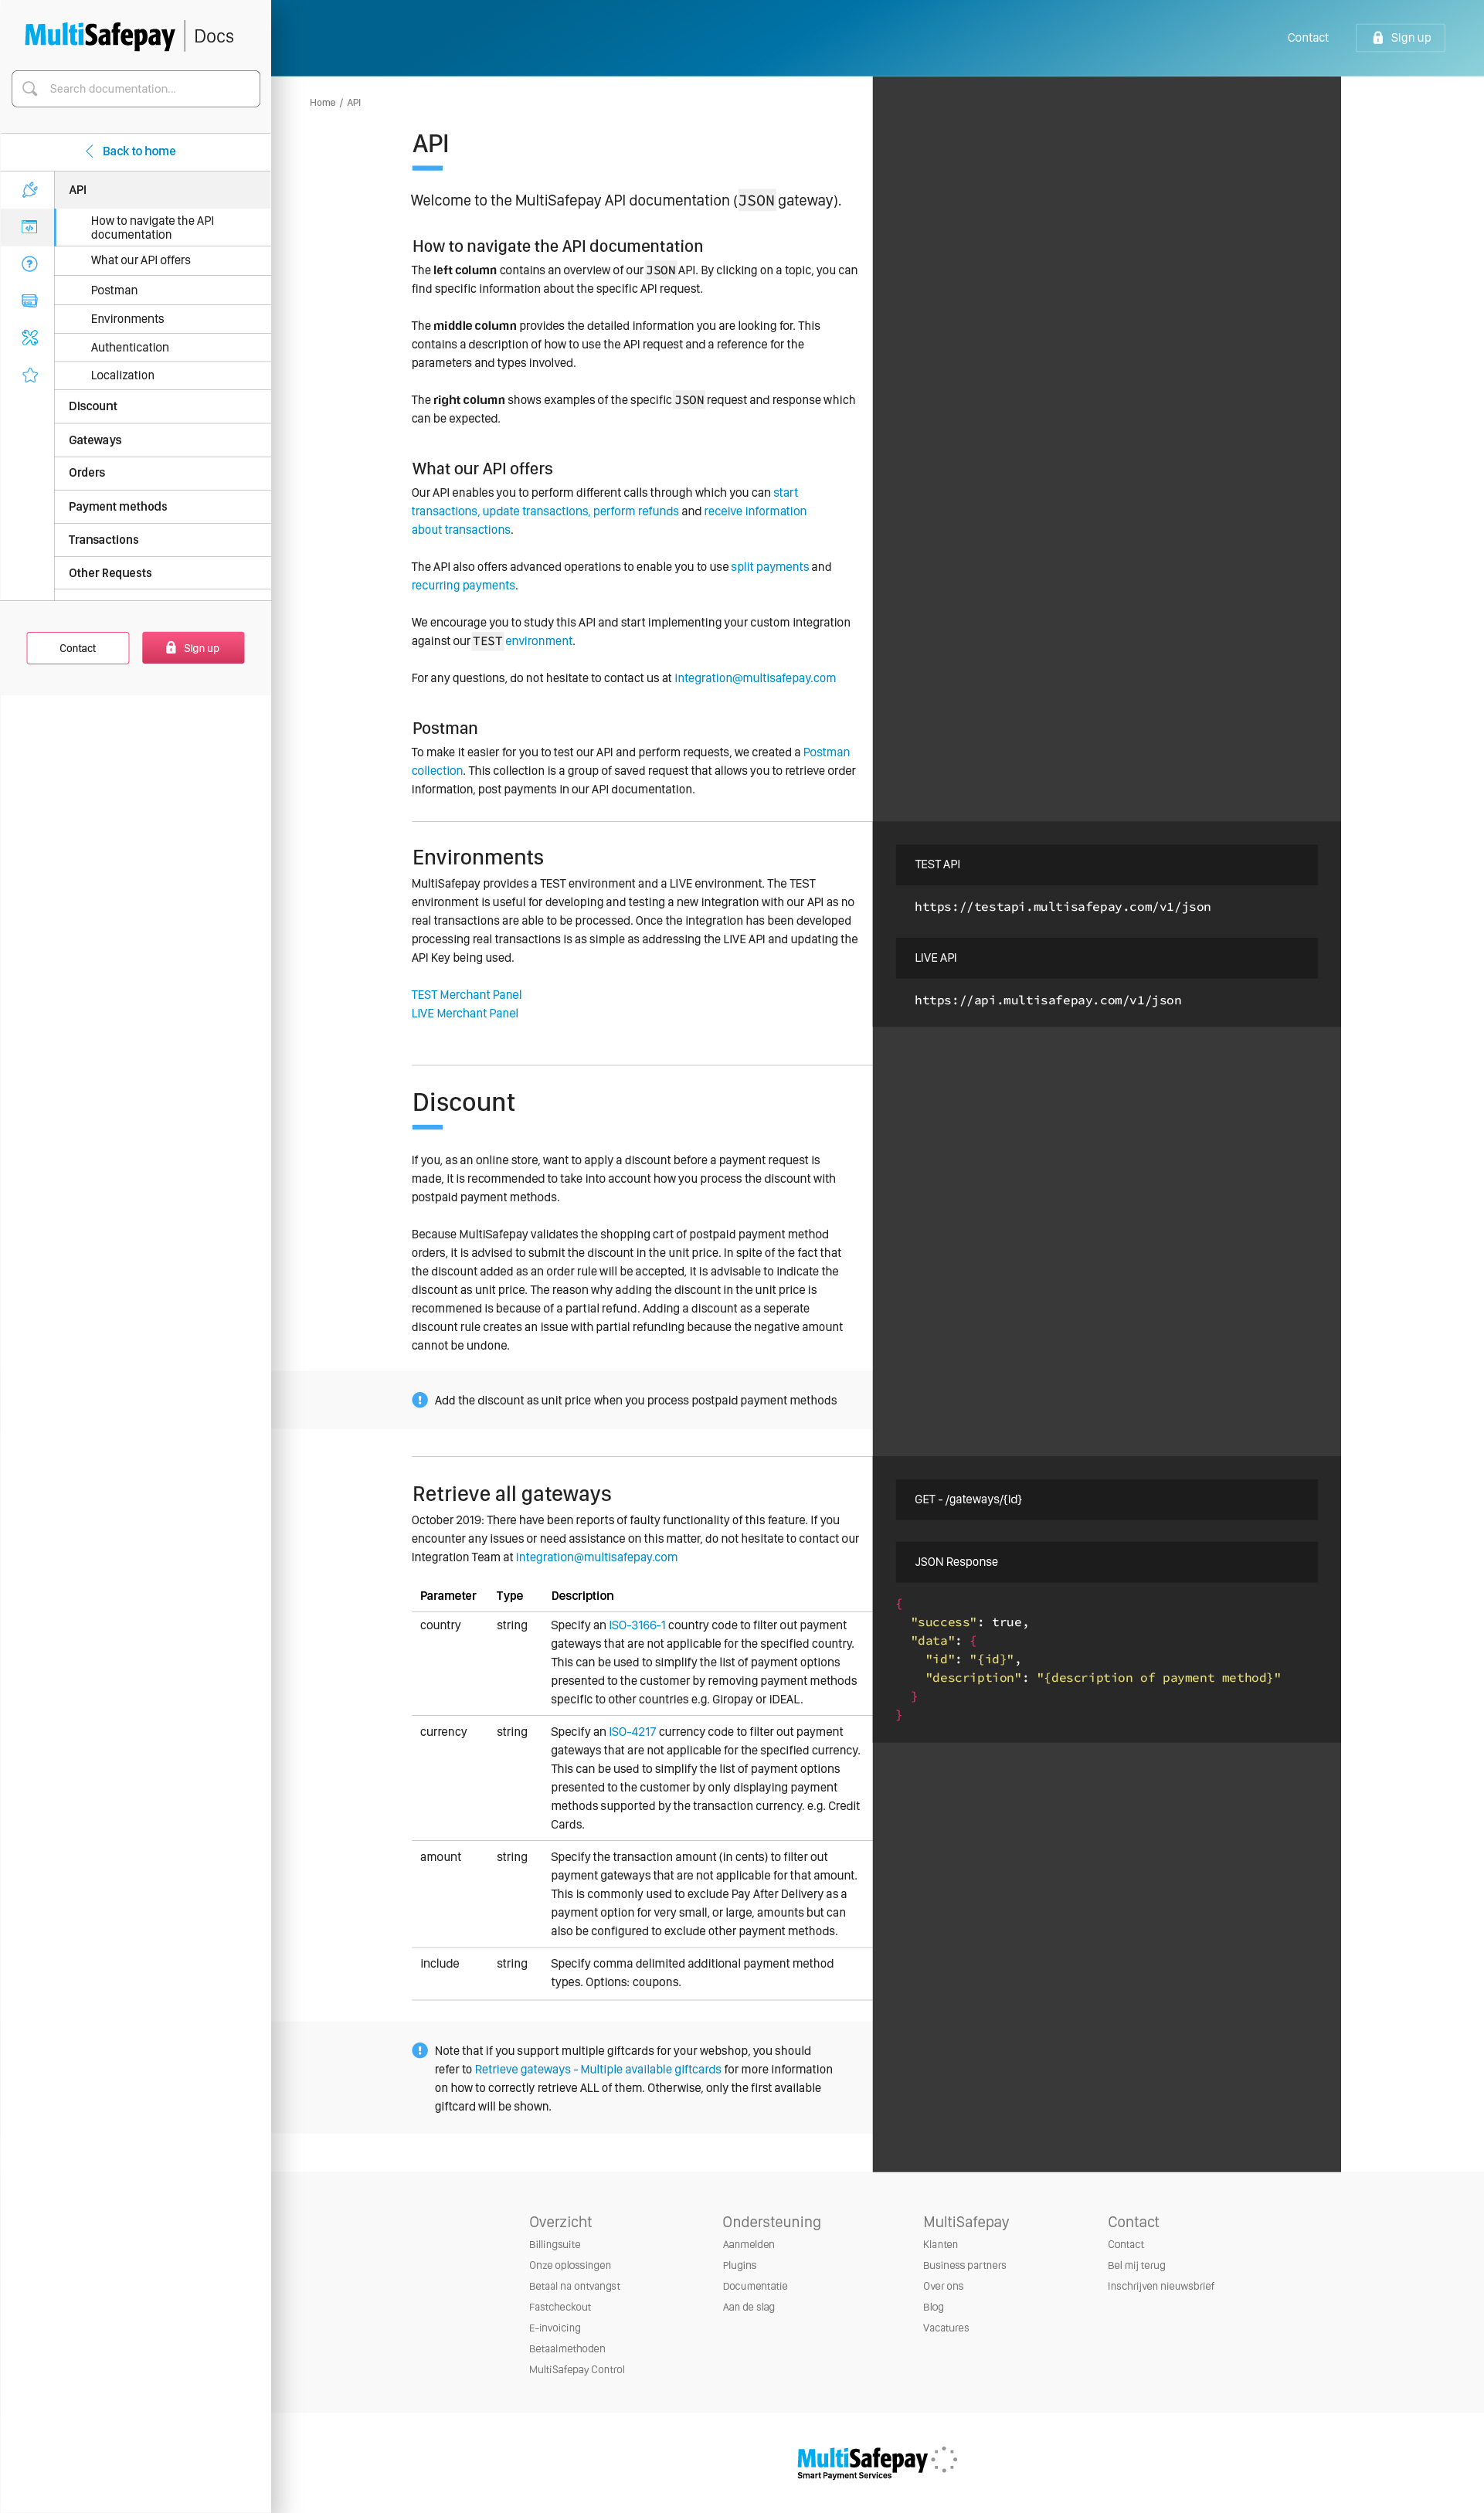 MultiSafepay Docs
Search documentation...
Back to home
API
How to navigate the API
documentation
What our API offers
Postman
Environments
Authentication
Localization
Discount
Gateways
Orders
Payment methods
Transactions
Other Requests
Contact
Sign up
Contact
Sign up
Home / API
API
Welcome to the MultiSafepay API documentation (JSON gateway).
How to navigate the API documentation
The left column contains an overview of our JSON API. By clicking on a topic, you can
find specific information about the specific API request.
The middle column provides the detailed information you are looking for. This
contains a description of how to use the API request and a reference for the
parameters and types involved.
The right column shows examples of the specific JSON request and response which
can be expected.
What our API offers
Our API enables you to perform different calls through which you can start
transactions, update transactions, perform refunds and receive information
about transactions.
The API also offers advanced operations to enable you to use split payments and
recurring payments.
We encourage you to study this API and start implementing your custom integration
against our TEST environment.
For any questions, do not hesitate to contact us at integration@multisafepay.com
Postman
To make it easier for you to test our API and perform requests, we created a Postman
collection. This collection is a group of saved request that allows you to retrieve order
information, post payments in our API documentation.
Environments
MultiSafepay provides a TEST environment and a LIVE environment. The TEST
environment is useful for developing and testing a new integration with our API as no
real transactions are able to be processed. Once the integration has been developed
processing real transactions is as simple as addressing the LIVE API and updating the
API Key being used.
TEST Merchant Panel
LIVE Merchant Panel
TEST API
https://testapi.multisafepay.com/v1/json
LIVE API
https://api.multisafepay.com/v1/json
Discount
If you, as an online store, want to apply a discount before a payment request is
made, it is recommended to take into account how you process the discount with
postpaid payment methods.
Because MultiSafepay validates the shopping cart of postpaid payment method
orders, it is advised to submit the discount in the unit price. In spite of the fact that
the discount added as an order rule will be accepted, it is advisable to indicate the
discount as unit price. The reason why adding the discount in the unit price is
recommened is because of a partial refund. Adding a discount as a seperate
discount rule creates an issue with partial refunding because the negative amount
cannot be undone.
Add the discount as unit price when you process postpaid payment methods
Retrieve all gateways
October 2019: There have been reports of faulty functionality of this feature. If you
encounter any issues or need assistance on this matter, do not hesitate to contact our
Integration Team at integration@multisafepay.com
Parameter Type Description
country string Specify an ISO-3166-1 country code to filter out payment
gateways that are not applicable for the specified country.
This can be used to simplify the list of payment options
presented to the customer by removing payment methods
specific to other countries e.g. Giropay or iDEAL.
currency string Specify an ISO-4217 currency code to filter out payment
gateways that are not applicable for the specified currency.
This can be used to simplify the list of payment options
presented to the customer by only displaying payment
methods supported by the transaction currency. e.g. Credit
Cards.
amount string Specify the transaction amount (in cents) to filter out
payment gateways that are not applicable for that amount.
This is commonly used to exclude Pay After Delivery as a
payment option for very small, or large, amounts but can
also be configured to exclude other payment methods.
include string Specify comma delimited additional payment method
types. Options: coupons.
Note that if you support multiple giftcards for your webshop, you should
refer to Retrieve gateways - Multiple available giftcards for more information
on how to correctly retrieve ALL of them. Otherwise, only the first available
giftcard will be shown.
GET - /gateways/{id}
JSON Response
{
"success": true,
"data": {
"id": "{id}",
"description": "{description of payment method}"
}
}
Overzicht
Billingsuite
Onze oplossingen
Betaal na ontvangst
Fastcheckout
E-invoicing
Betaalmethoden
MultiSafepay Control
Ondersteuning
Aanmelden
Plugins
Documentatie
Aan de slag
MultiSafepay
Klanten
Business partners
Over ons
Blog
Vacatures
Contact
Contact
Bel mij terug
Inschrijven nieuwsbrief
MultiSafepay
Smart Payment Services